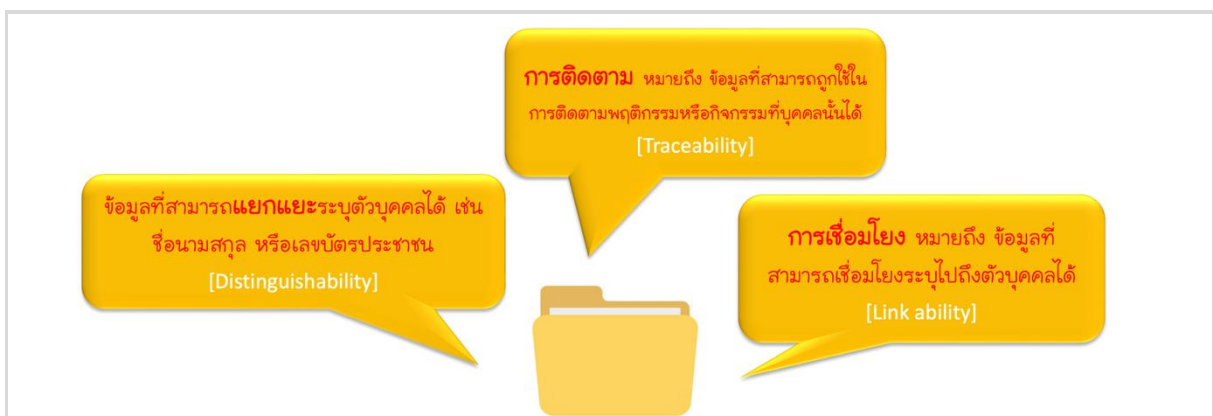 การติดตาม หมายถึง ข้อมูลที่สามารถถูกใช้ใน
การติดตามพฤติกรรมหรือกิจกรรมที่บุคคลนั้นได้
[Traceability]
ข้อมูลที่สามารถแยกแยะระบุตัวบุคคลได้ เช่น
ชื่อนามสกุล หรือเลขบัตรประชาชน
[Distinguishability]
การเชื่อมโยง หมายถึง ข้อมูลที่
สามารถเชื่อมโยงระบุไปถึงตัวบุคคลได้
[Link ability]